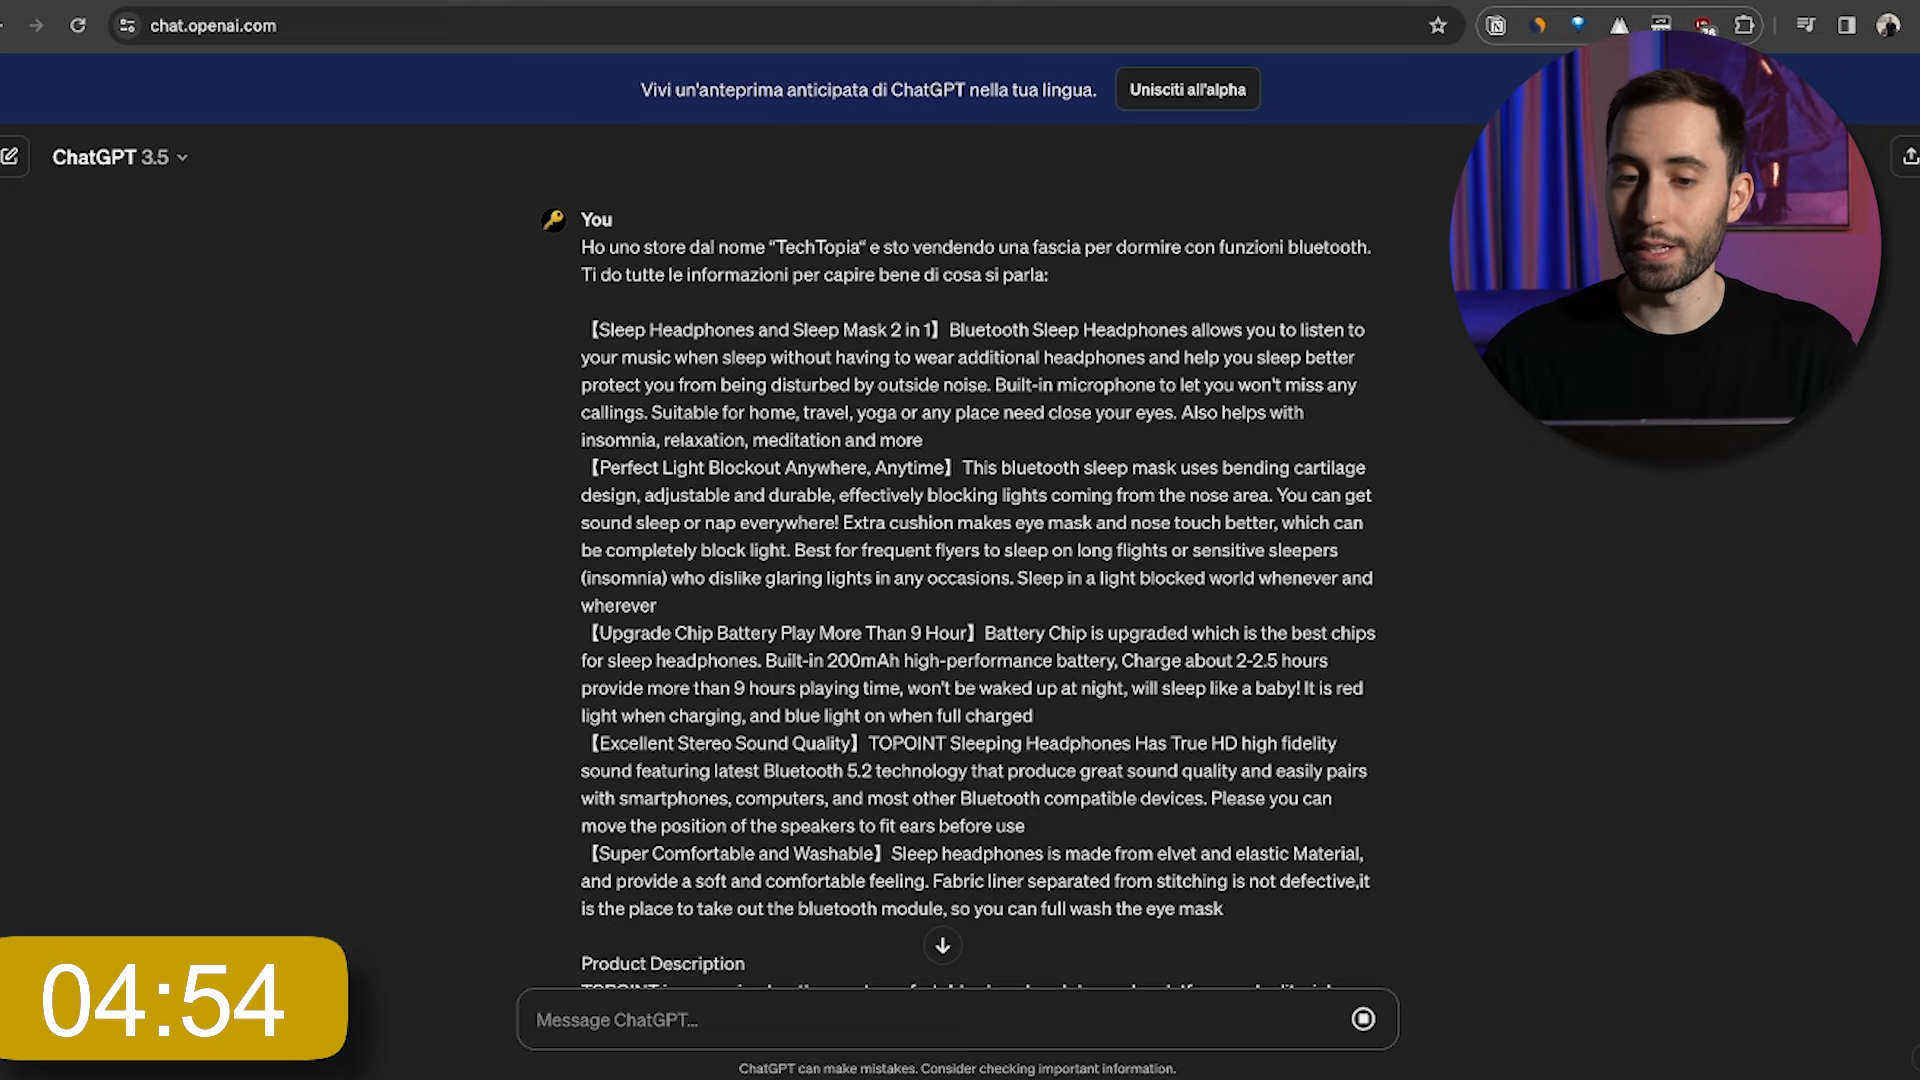 chat.openai.com
Vivi un'anteprima anticipata di ChatGPT nella tua lingua.
Unisciti all'alpha
ChatGPT 3.5
You
Ho uno store dal nome “TechTopia“ e sto vendendo una fascia per dormire con funzioni bluetooth.
Ti do tutte le informazioni per capire bene di cosa si parla:
【Sleep Headphones and Sleep Mask 2 in 1】Bluetooth Sleep Headphones allows you to listen to
your music when sleep without having to wear additional headphones and help you sleep better
protect you from being disturbed by outside noise. Built-in microphone to let you won't miss any
callings. Suitable for home, travel, yoga or any place need close your eyes. Also helps with
insomnia, relaxation, meditation and more
【Perfect Light Blockout Anywhere, Anytime】This bluetooth sleep mask uses bending cartilage
design, adjustable and durable, effectively blocking lights coming from the nose area. You can get
sound sleep or nap everywhere! Extra cushion makes eye mask and nose touch better, which can
be completely block light. Best for frequent flyers to sleep on long flights or sensitive sleepers
(insomnia) who dislike glaring lights in any occasions. Sleep in a light blocked world whenever and
wherever
【Upgrade Chip Battery Play More Than 9 Hour】Battery Chip is upgraded which is the best chips
for sleep headphones. Built-in 200mAh high-performance battery, Charge about 2-2.5 hours
provide more than 9 hours playing time, won't be waked up at night, will sleep like a baby! It is red
light when charging, and blue light on when full charged
【Excellent Stereo Sound Quality】TOPOINT Sleeping Headphones Has True HD high fidelity
sound featuring latest Bluetooth 5.2 technology that produce great sound quality and easily pairs
with smartphones, computers, and most other Bluetooth compatible devices. Please you can
move the position of the speakers to fit ears before use
【Super Comfortable and Washable】Sleep headphones is made from elvet and elastic Material,
and provide a soft and comfortable feeling. Fabric liner separated from stitching is not defective,it
is the place to take out the bluetooth module, so you can full wash the eye mask
Product Description
04:54
Message ChatGPT...
ChatGPT can make mistakes. Consider checking important information.